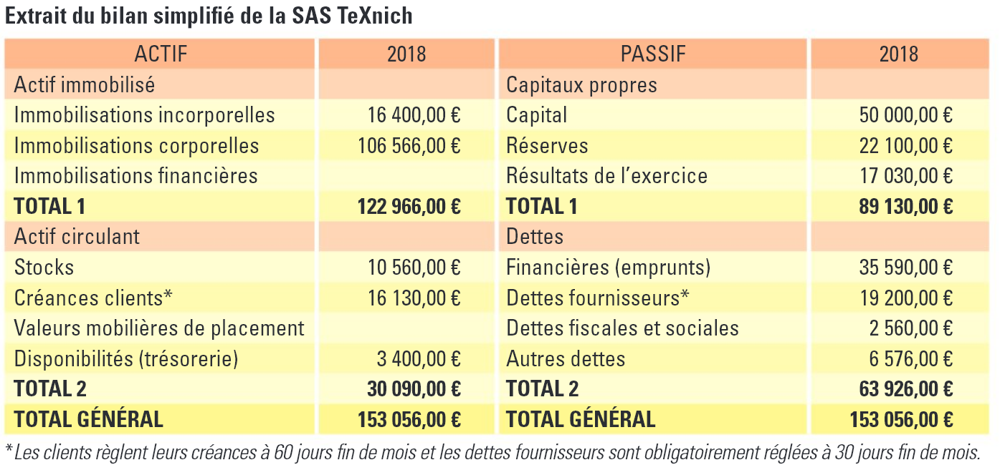 Extrait du bilan simplifié de la SAS TeXnich
ACTIF 2018 PASSIF 2018
Actif immobilisé Capitaux propres
Immobilisations incorporelles 16 400,00 € Capital 50 000,00 €
Immobilisations corporelles 106 566,00 € Réserves 22 100,00 €
Immobilisations financières Résultats de l’exercice 17 030,00 €
TOTAL 1 122 966,00 € TOTAL 1 89 130,00 €
Actif circulant Dettes
Stocks 10 560,00 € Financières (emprunts) 35 590,00 €
Créances clients* 16 130,00 € Dettes fournisseurs* 19 200,00 €
Valeurs mobilières de placement Dettes fiscales et sociales 2 560,00 €
Disponibilités (trésorerie) 3 400,00 € Autres dettes 6 576,00 €
TOTAL 2 30 090,00 € TOTAL 2 63 926,00 €
TOTAL GÉNÉRAL 153 056,00 € TOTAL GÉNÉRAL 153 056,00 €
*Les clients règlent leurs créances à 60 jours fin de mois et les dettes fournisseurs sont obligatoirement réglées à 30 jours fin de mois.